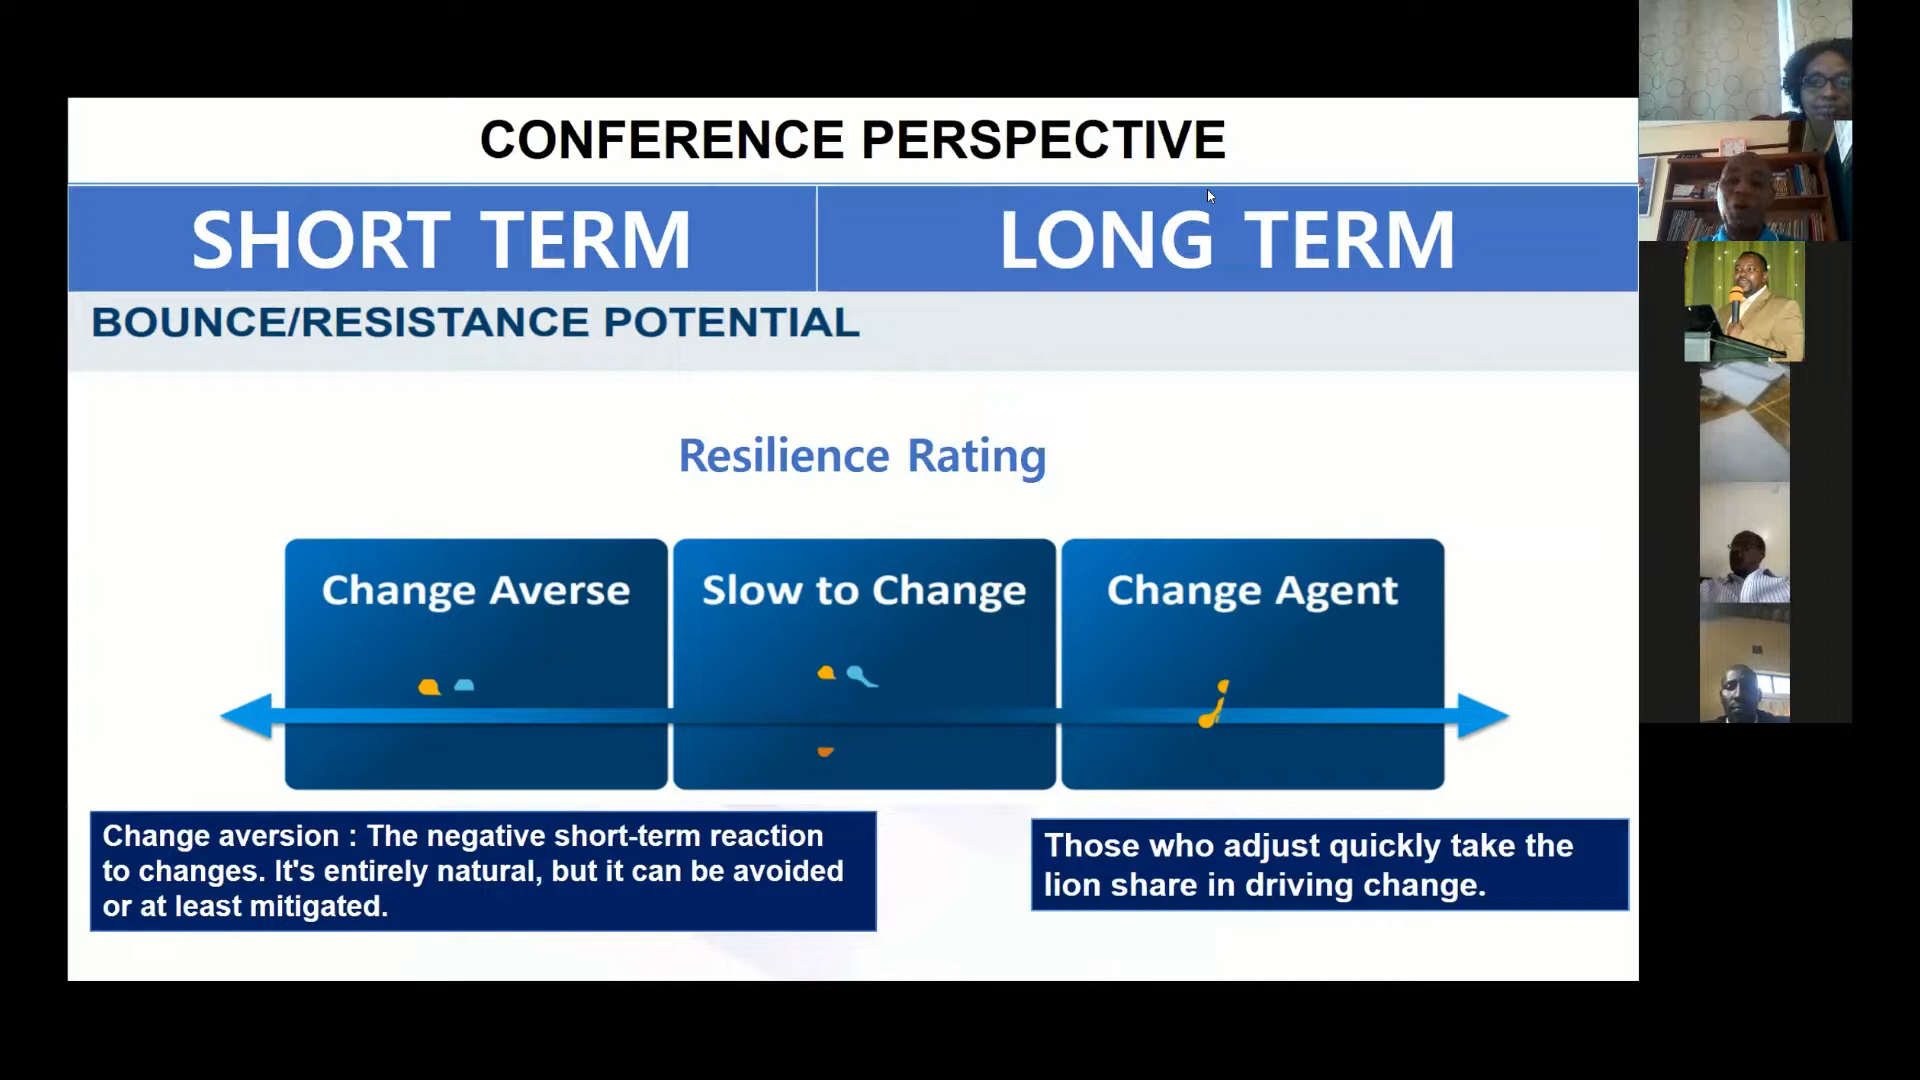 CONFERENCE PERSPECTIVE
SHORT TERM
LONG TERM
BOUNCE/RESISTANCE POTENTIAL
Resilience Rating
Change Averse
Slow to Change
Change Agent
Change aversion : The negative short-term reaction
to changes. It's entirely natural, but it can be avoided
or at least mitigated.
Those who adjust quickly take the
lion share in driving change.